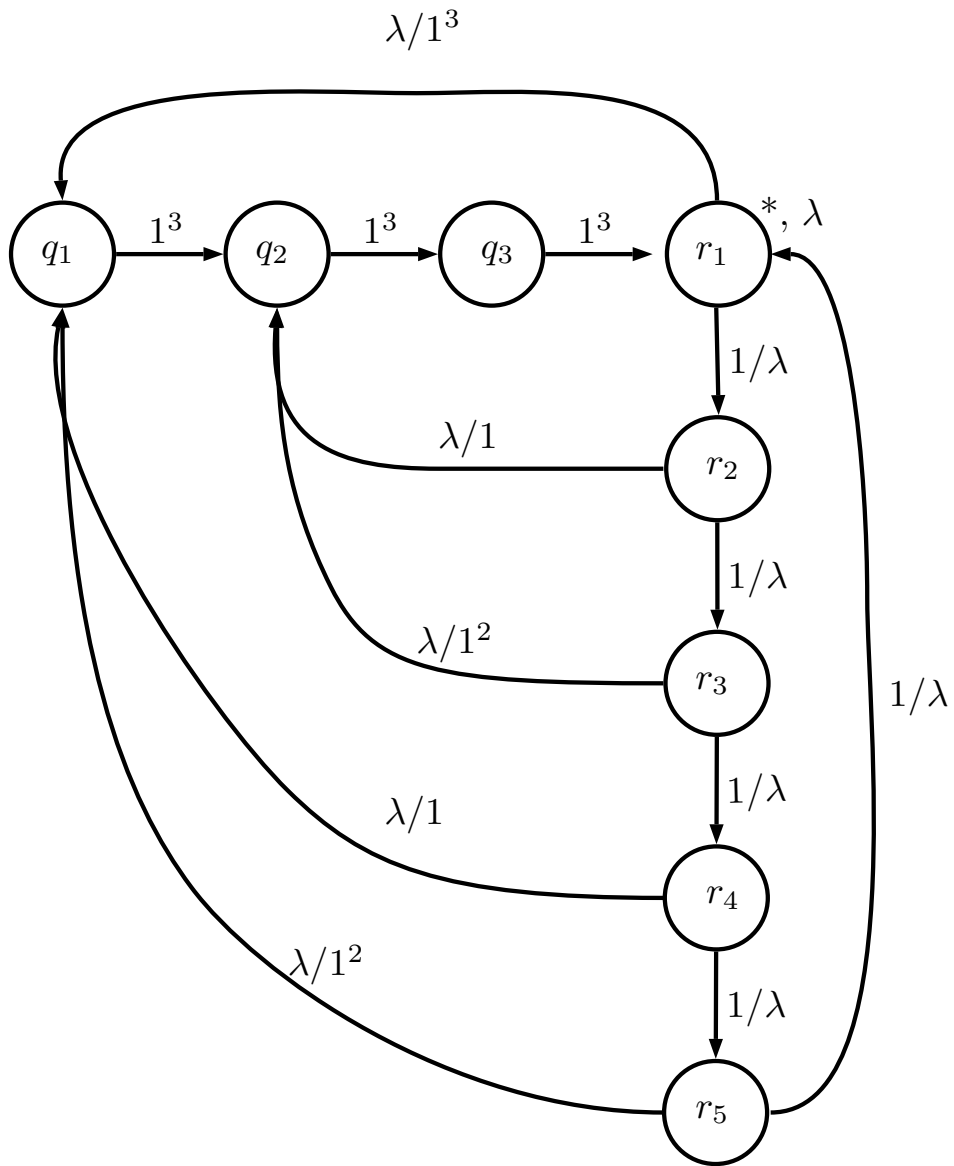 λ/1³
*, λ
q₁ 1³ q₂ 1³ q₃ 1³ r₁
1/λ
λ/1
r₂
1/λ
λ/1²
r₃
1/λ
1/λ
λ/1
r₄
λ/1²
1/λ
r₅